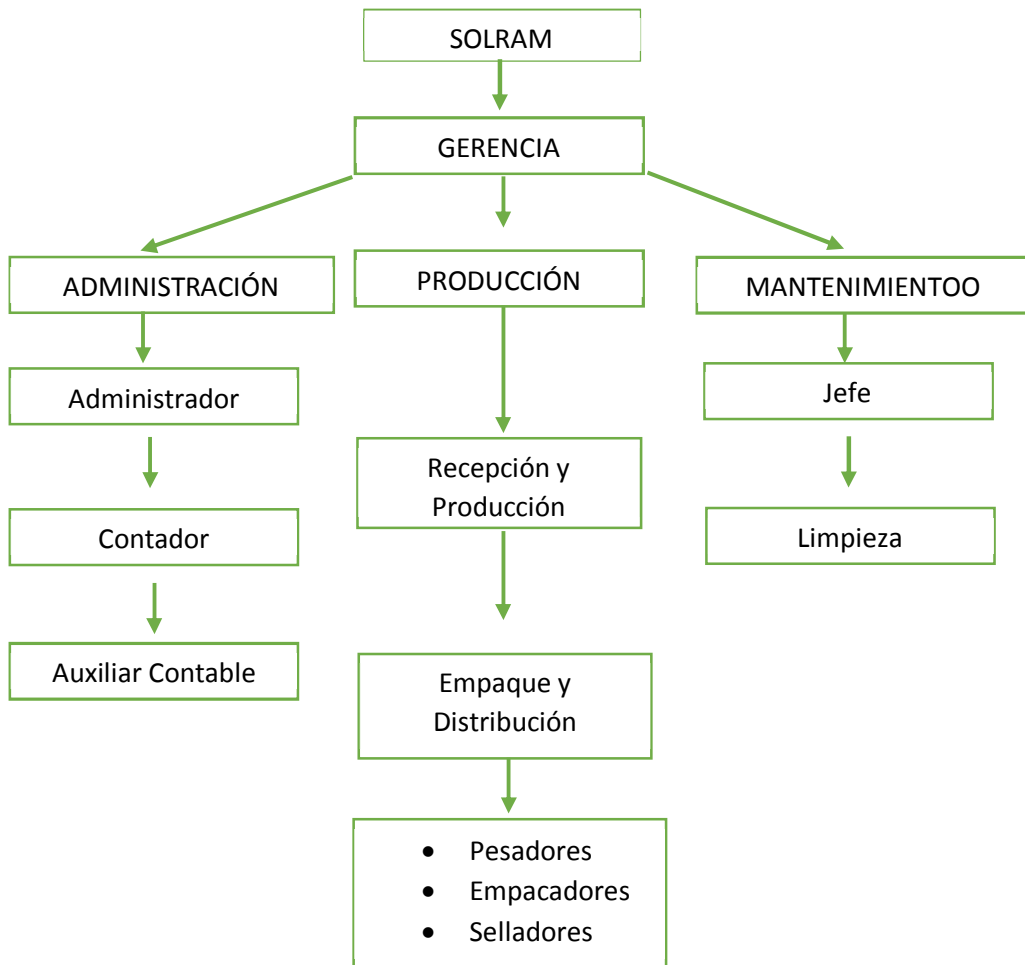 SOLRAM
GERENCIA
ADMINISTRACIÓN
PRODUCCIÓN
MANTENIMIENTOO
Administrador
Jefe
Recepción y
Producción
Contador
Limpieza
Auxiliar Contable
Empaque y
Distribución
• Pesadores
• Empacadores
• Selladores